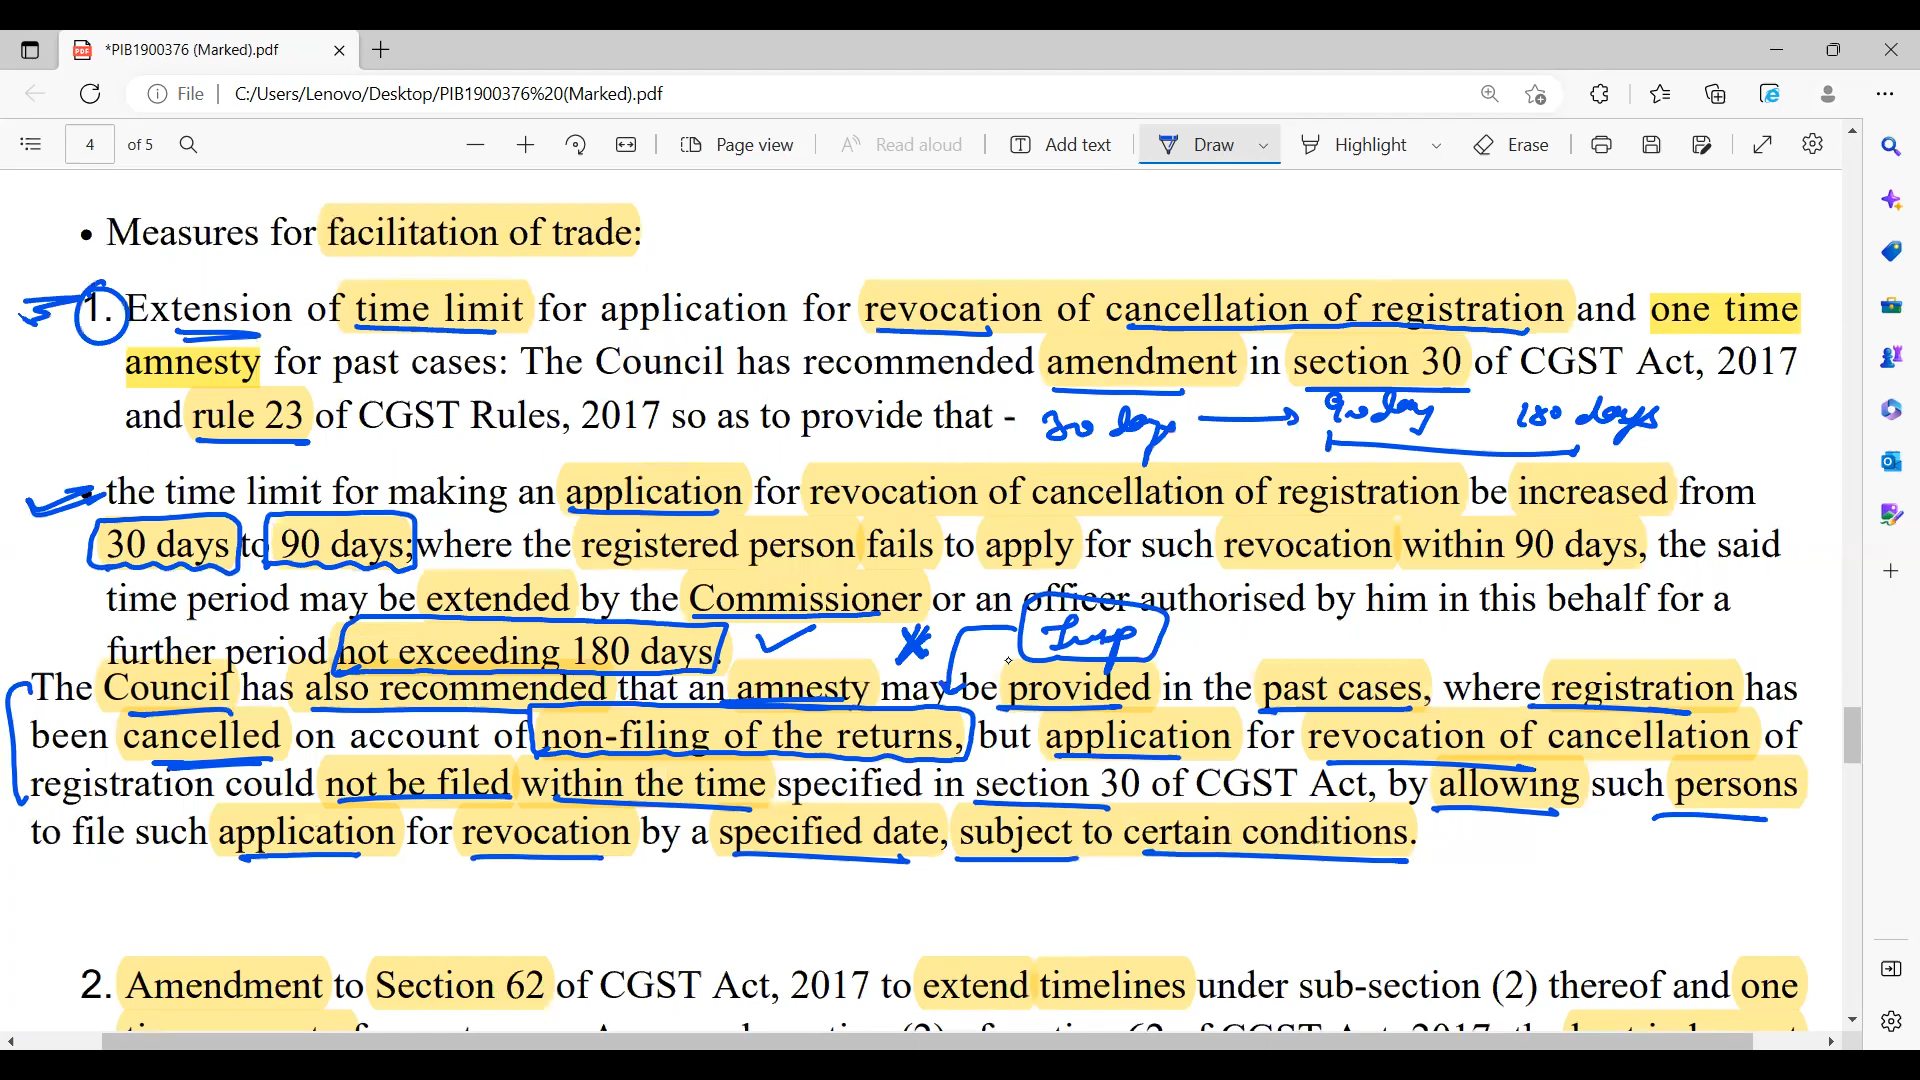 *PIB1900376 (Marked).pdf
File
C:/Users/Lenovo/Desktop/PIB1900376%20(Marked).pdf
4 of 5
Page view
Read aloud
Add text
Draw
Highlight
Erase
• Measures for facilitation of trade:
1. Extension of time limit for application for revocation of cancellation of registration and one time
amnesty for past cases: The Council has recommended amendment in section 30 of CGST Act, 2017
and rule 23 of CGST Rules, 2017 so as to provide that -
30 days
90 day
180 days
• the time limit for making an application for revocation of cancellation of registration be increased from
30 days to 90 days; where the registered person fails to apply for such revocation within 90 days, the said
time period may be extended by the Commissioner or an officer authorised by him in this behalf for a
further period not exceeding 180 days.
Imp
The Council has also recommended that an amnesty may be provided in the past cases, where registration has
been cancelled on account of non-filing of the returns, but application for revocation of cancellation of
registration could not be filed within the time specified in section 30 of CGST Act, by allowing such persons
to file such application for revocation by a specified date, subject to certain conditions.
2. Amendment to Section 62 of CGST Act, 2017 to extend timelines under sub-section (2) thereof and one